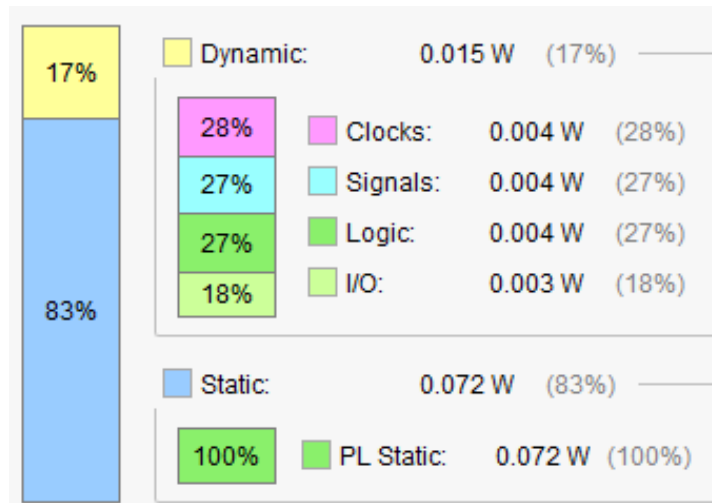 17%
83%
Dynamic: 0.015 W (17%)
28% Clocks: 0.004 W (28%)
27% Signals: 0.004 W (27%)
27% Logic: 0.004 W (27%)
18% I/O: 0.003 W (18%)
Static: 0.072 W (83%)
100% PL Static: 0.072 W (100%)